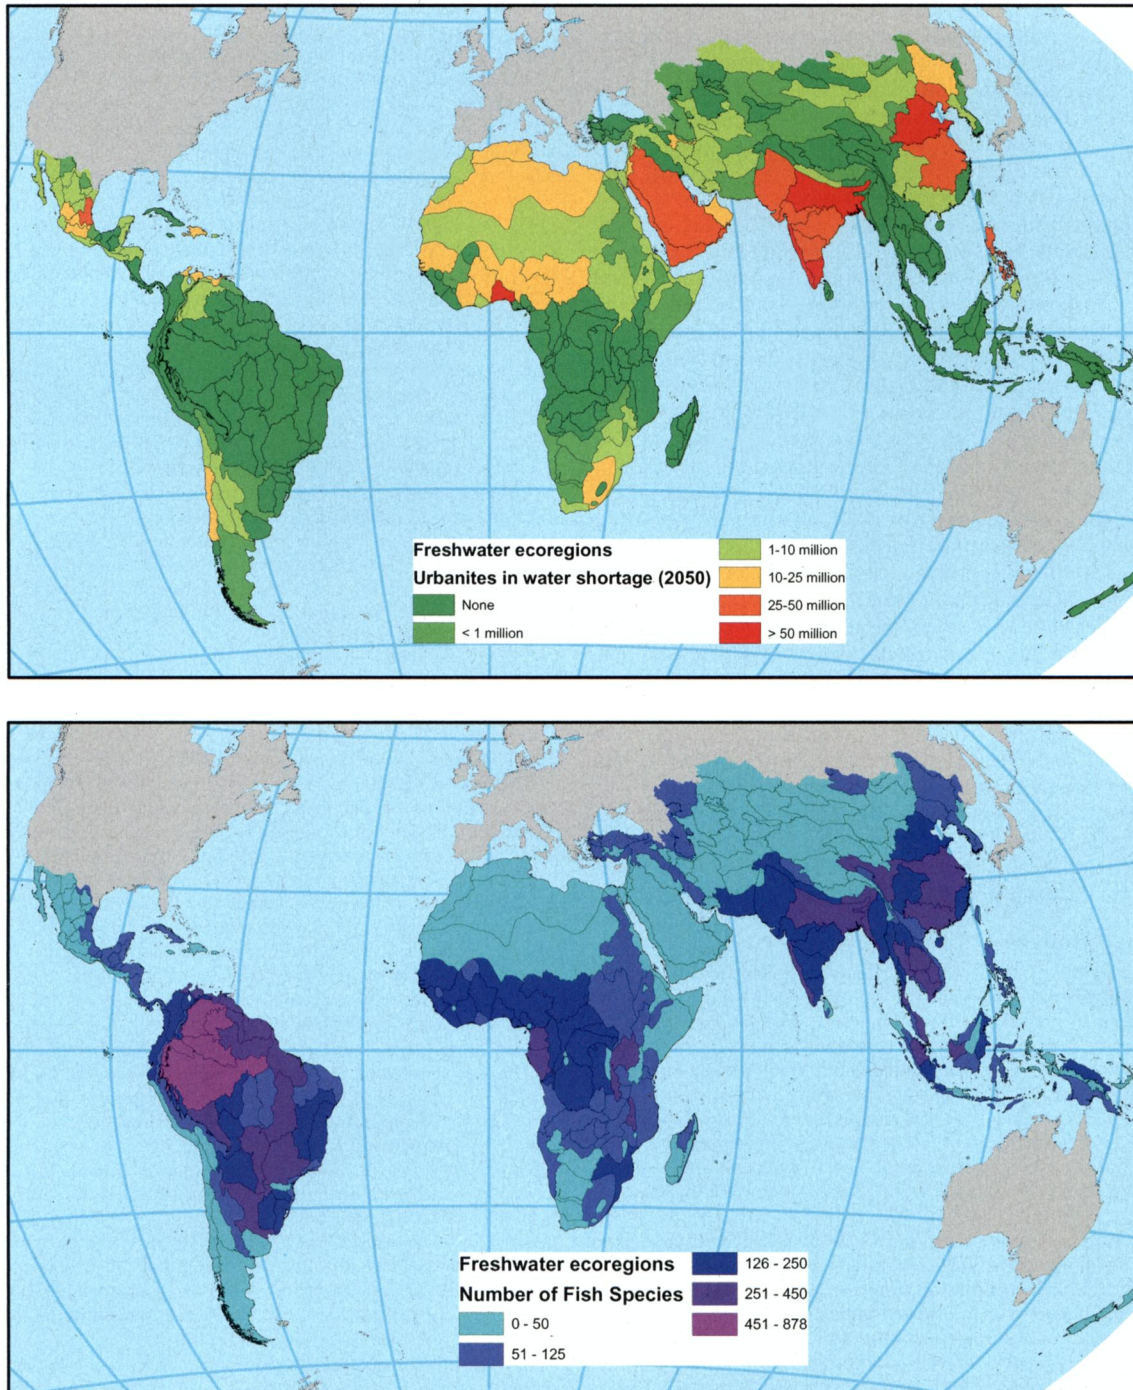 Freshwater ecoregions
Urbanites in water shortage (2050)
None
< 1 million
1-10 million
10-25 million
25-50 million
> 50 million
Freshwater ecoregions
Number of Fish Species
0 - 50
51 - 125
126 - 250
251 - 450
451 - 878